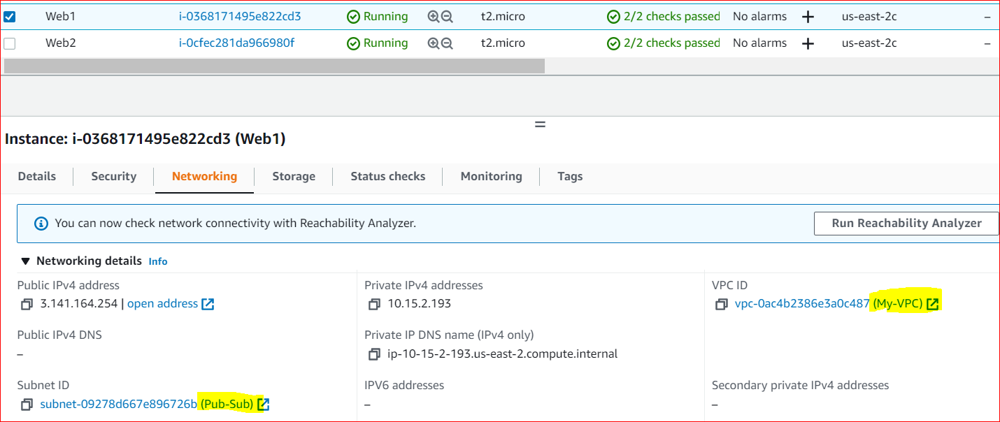 Web1 i-0368171495e822cd3 Running t2.micro 2/2 checks passed No alarms + us-east-2c –
Web2 i-0cfec281da966980f Running t2.micro 2/2 checks passed No alarms + us-east-2c –
Instance: i-0368171495e822cd3 (Web1)
Details Security Networking Storage Status checks Monitoring Tags
You can now check network connectivity with Reachability Analyzer. Run Reachability Analyzer
Networking details Info
Public IPv4 address Private IPv4 addresses VPC ID
3.141.164.254 | open address 10.15.2.193 vpc-0ac4b2386e3a0c487 (My-VPC)
Public IPv4 DNS Private IP DNS name (IPv4 only)
– ip-10-15-2-193.us-east-2.compute.internal
Subnet ID IPV6 addresses Secondary private IPv4 addresses
subnet-09278d667e896726b (Pub-Sub) – –